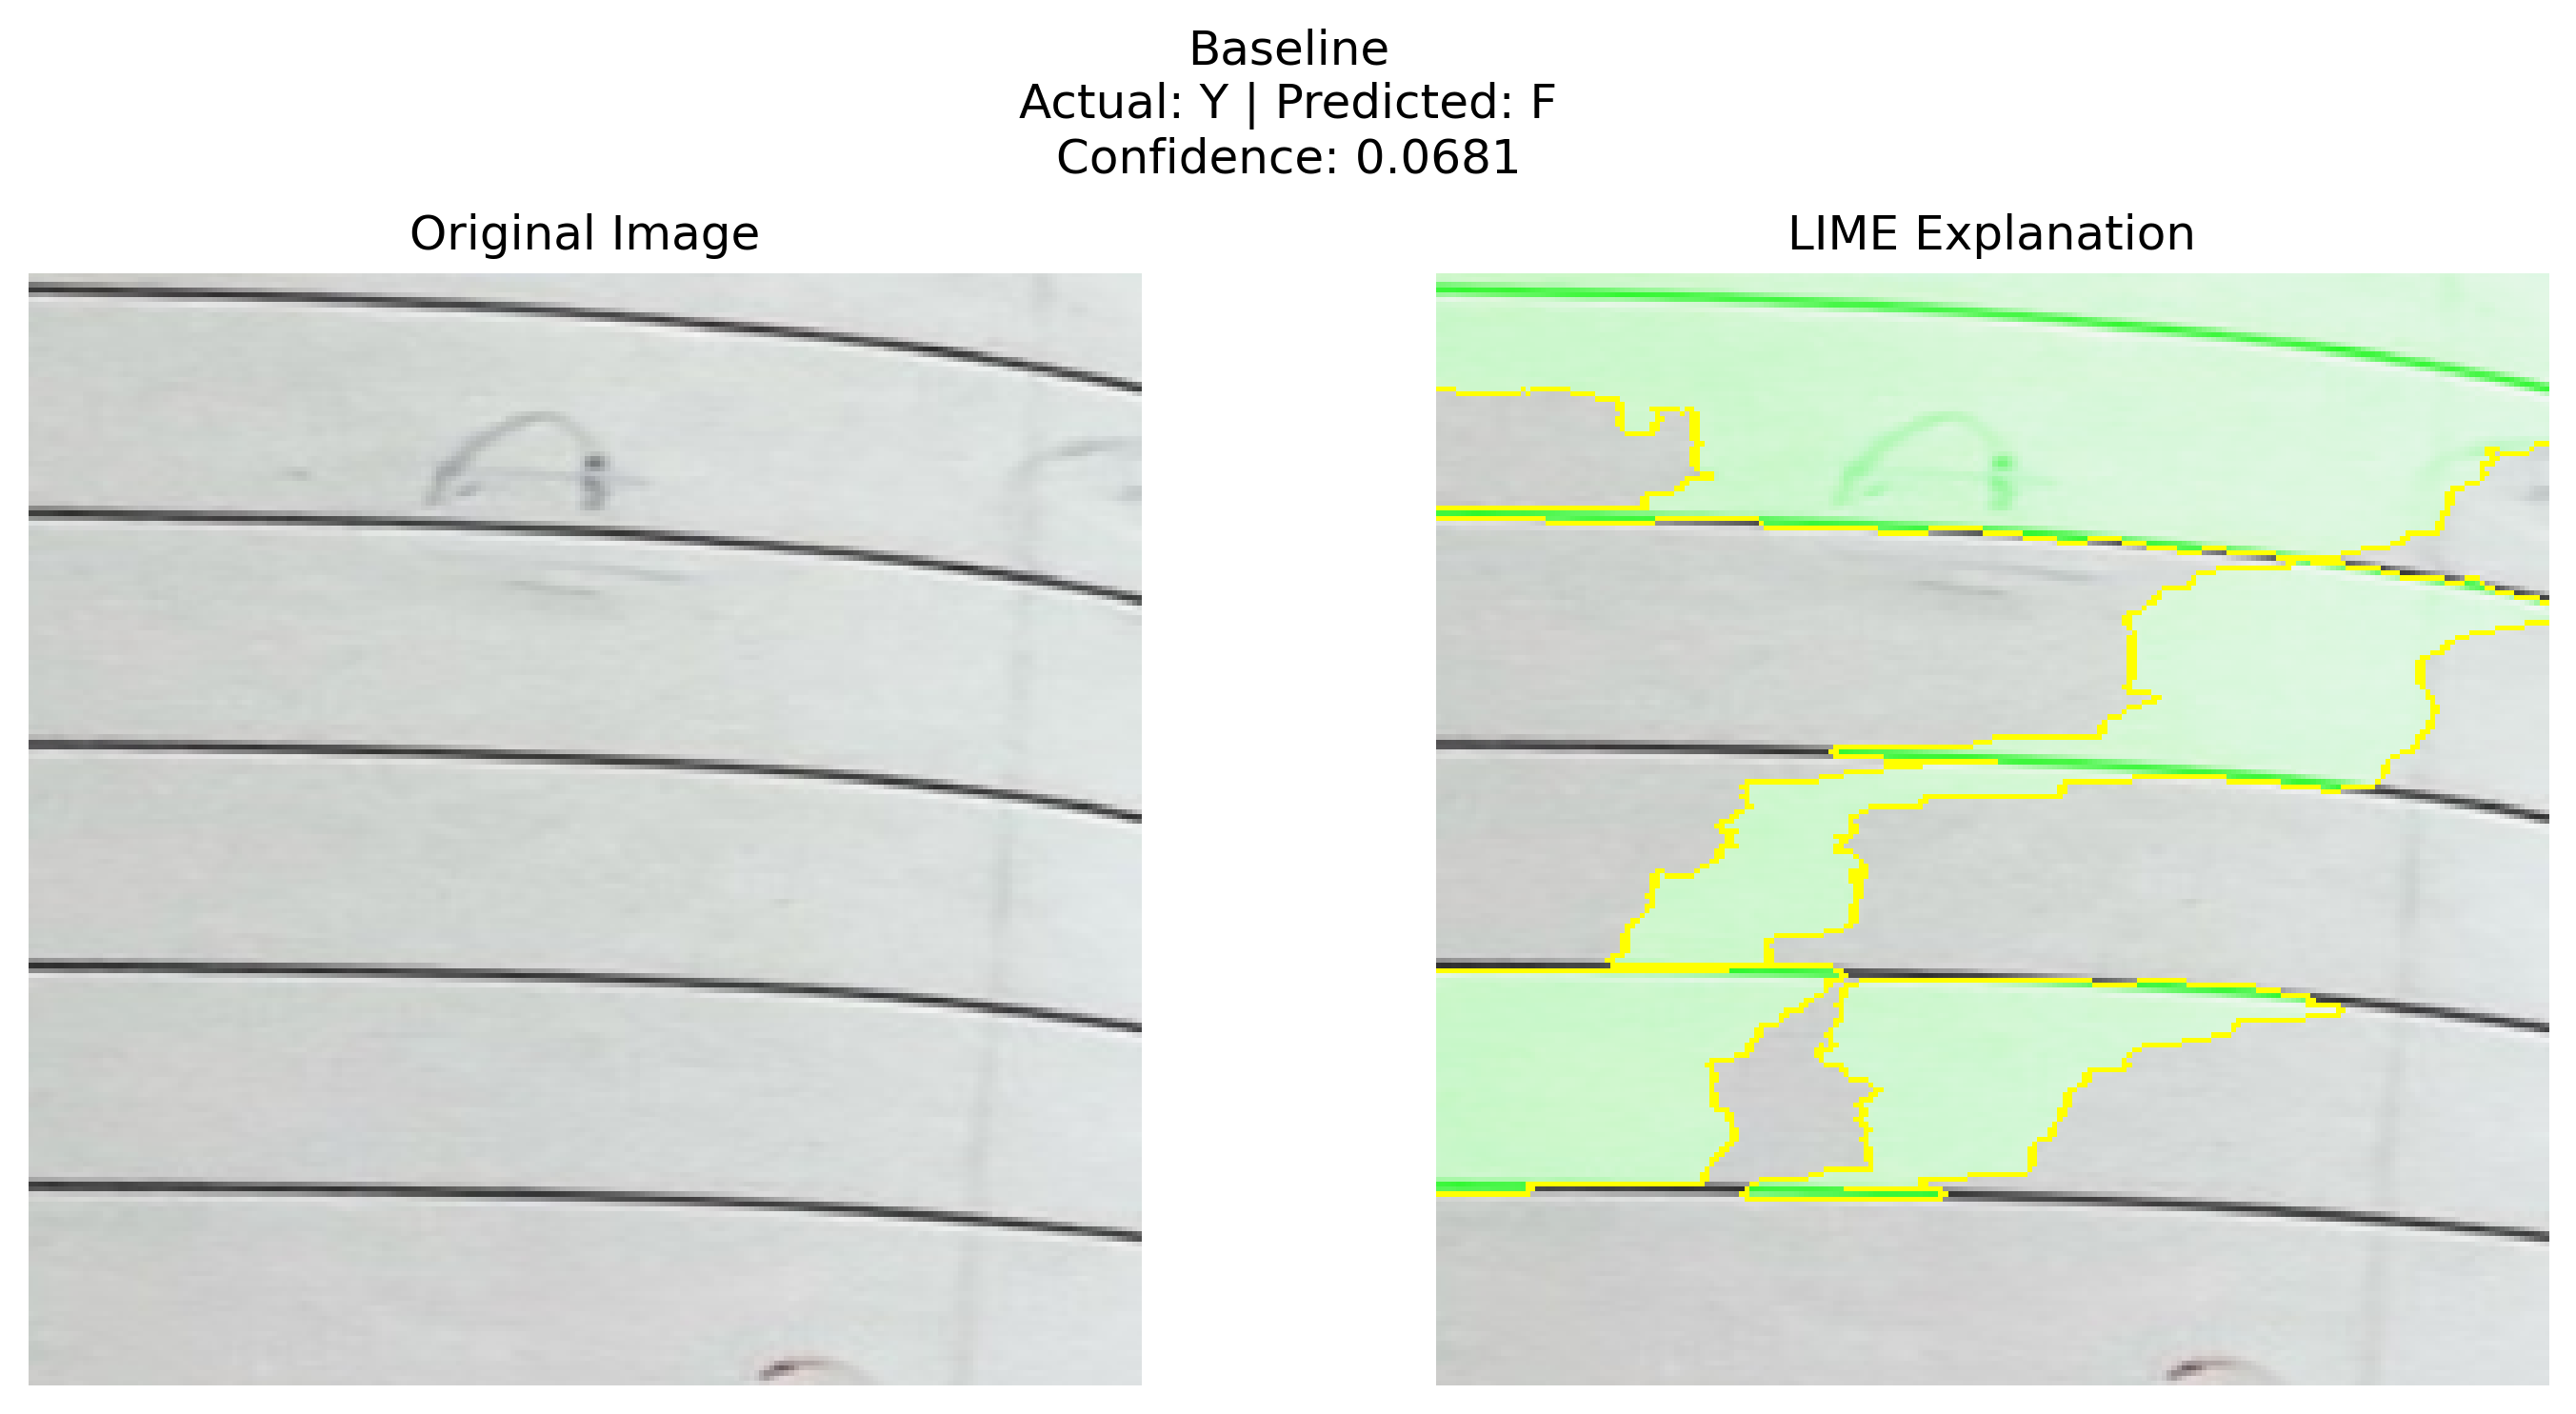 Baseline
Actual: Y | Predicted: F
Confidence: 0.0681
Original Image
LIME Explanation